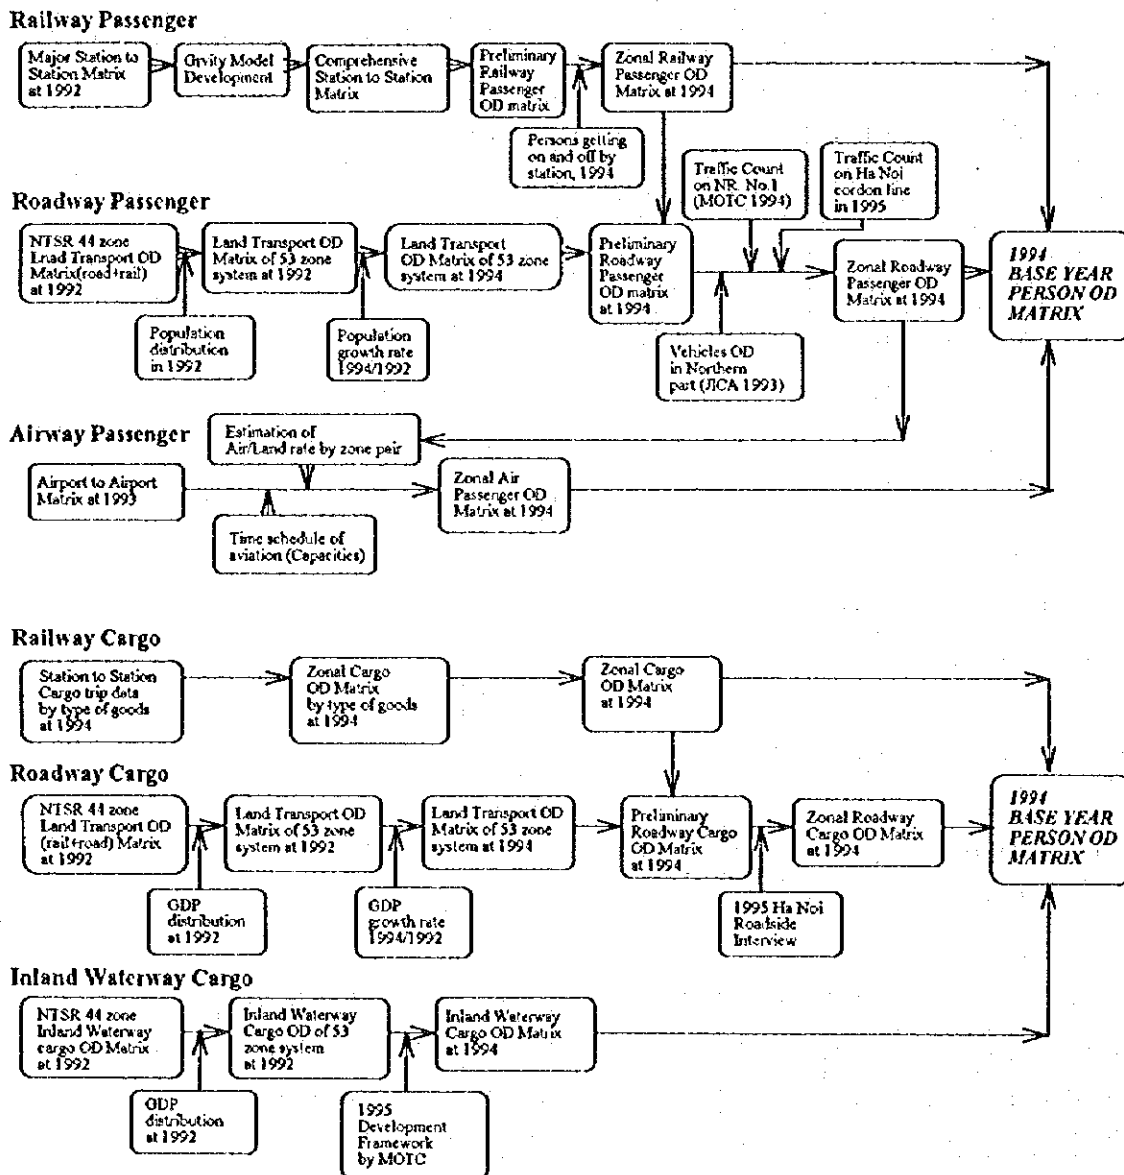 Railway Passenger
Major Station to
Station Matrix
at 1992
Grvity Model
Development
Comprehensive
Station to Station
Matrix
Preliminary
Railway
Passenger
OD matrix
Zonal Railway
Passenger OD
Matrix at 1994
Persons getting
on and off by
station, 1994
Traffic Count
on NR. No.1
(MOTC 1994)
Traffic Count
on Ha Noi
cordon line
in 1995
Roadway Passenger
NTSR 44 zone
Lnad Transport OD
Matrix(road+rail)
at 1992
Land Transport OD
Matrix of 53 zone
system at 1992
Land Transport
OD Matrix of 53 zone
system at 1994
Preliminary
Roadway
Passenger
OD matrix
at 1994
Zonal Roadway
Passenger OD
Matrix at 1994
1994
BASE YEAR
PERSON OD
MATRIX
Population
distribution
in 1992
Population
growth rate
1994/1992
Vehicles OD
in Northern
part (JICA 1993)
Airway Passenger
Estimation of
Air/Land rate by zone pair
Airport to Airport
Matrix at 1993
Zonal Air
Passenger OD
Matrix at 1994
Time schedule of
aviation (Capacities)
Railway Cargo
Station to Station
Cargo trip data
by type of goods
at 1994
Zonal Cargo
OD Matrix
by type of goods
at 1994
Zonal Cargo
OD Matrix
at 1994
Roadway Cargo
NTSR 44 zone
Land Transport OD
(rail+road) Matrix
at 1992
Land Transport OD
Matrix of 53 zone
system at 1992
Land Transport OD
Matrix of 53 zone
system at 1994
Preliminary
Roadway Cargo
OD Matrix
at 1994
Zonal Roadway
Cargo OD Matrix
at 1994
1994
BASE YEAR
PERSON OD
MATRIX
GDP
distribution
at 1992
GDP
growth rate
1994/1992
1995 Ha Noi
Roadside
Interview
Inland Waterway Cargo
NTSR 44 zone
Inland Waterway
cargo OD Matrix
at 1992
Inland Waterway
Cargo OD of 53
zone system
at 1992
Inland Waterway
Cargo OD Matrix
at 1994
GDP
distribution
at 1992
1995
Development
Framework
by MOTC